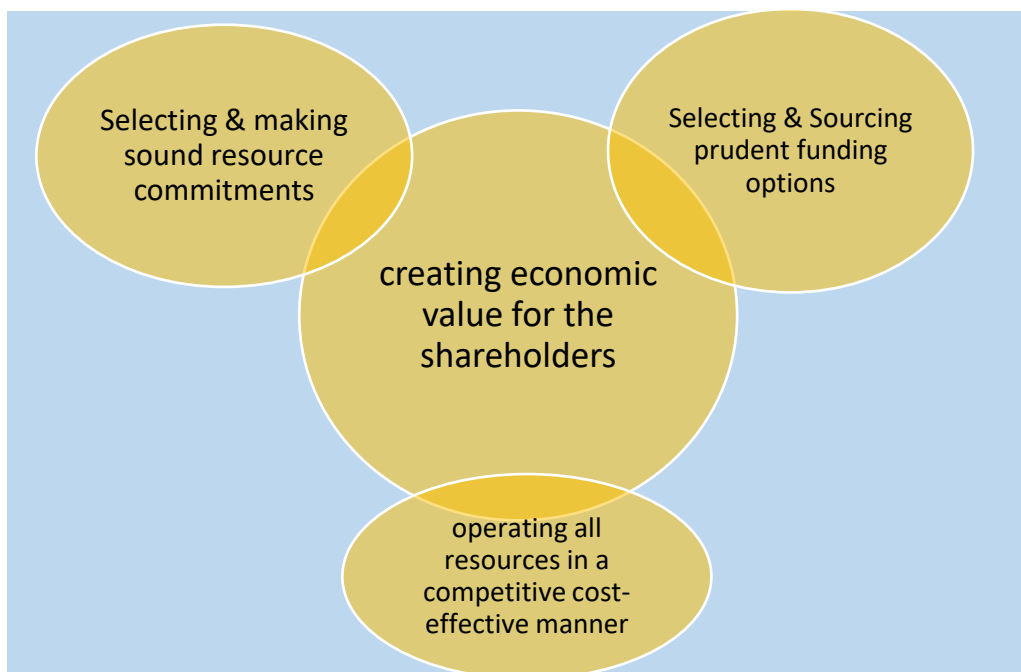 Selecting & making
sound resource
commitments
Selecting & Sourcing
prudent funding
options
creating economic
value for the
shareholders
operating all
resources in a
competitive cost-
effective manner